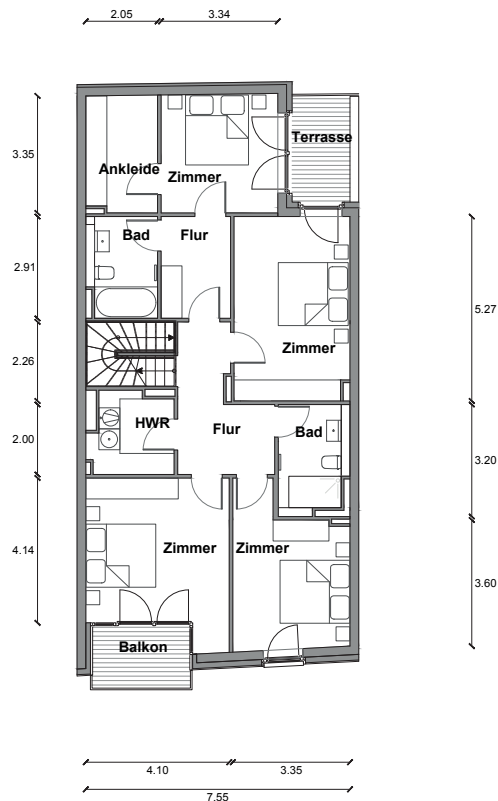 2.05 3.34
3.35
Terrasse
Ankleide
Zimmer
2.91
Bad Flur
5.27
Zimmer
2.26
2.00
HWR Flur Bad
3.20
4.14
Zimmer Zimmer
3.60
Balkon
4.10 3.35
7.55